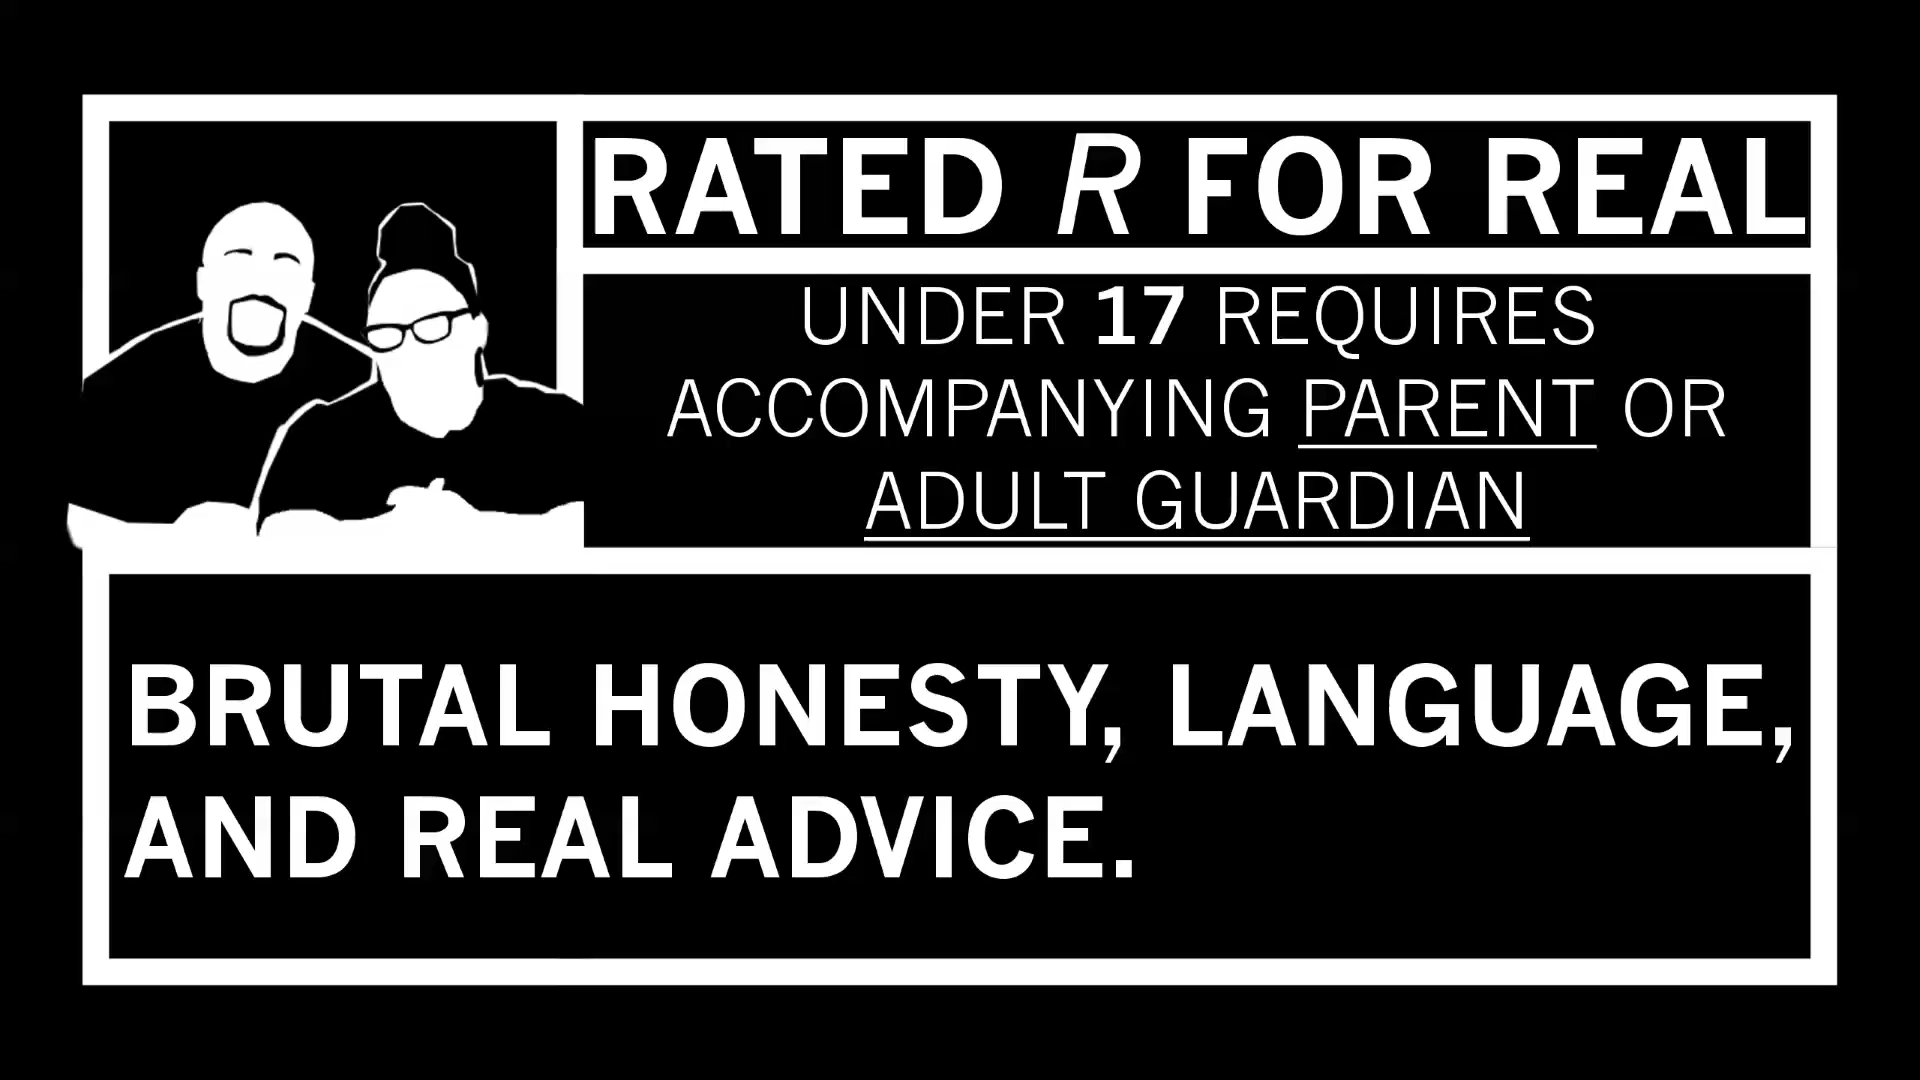 RATED R FOR REAL
UNDER 17 REQUIRES
ACCOMPANYING PARENT OR
ADULT GUARDIAN
BRUTAL HONESTY, LANGUAGE,
AND REAL ADVICE.